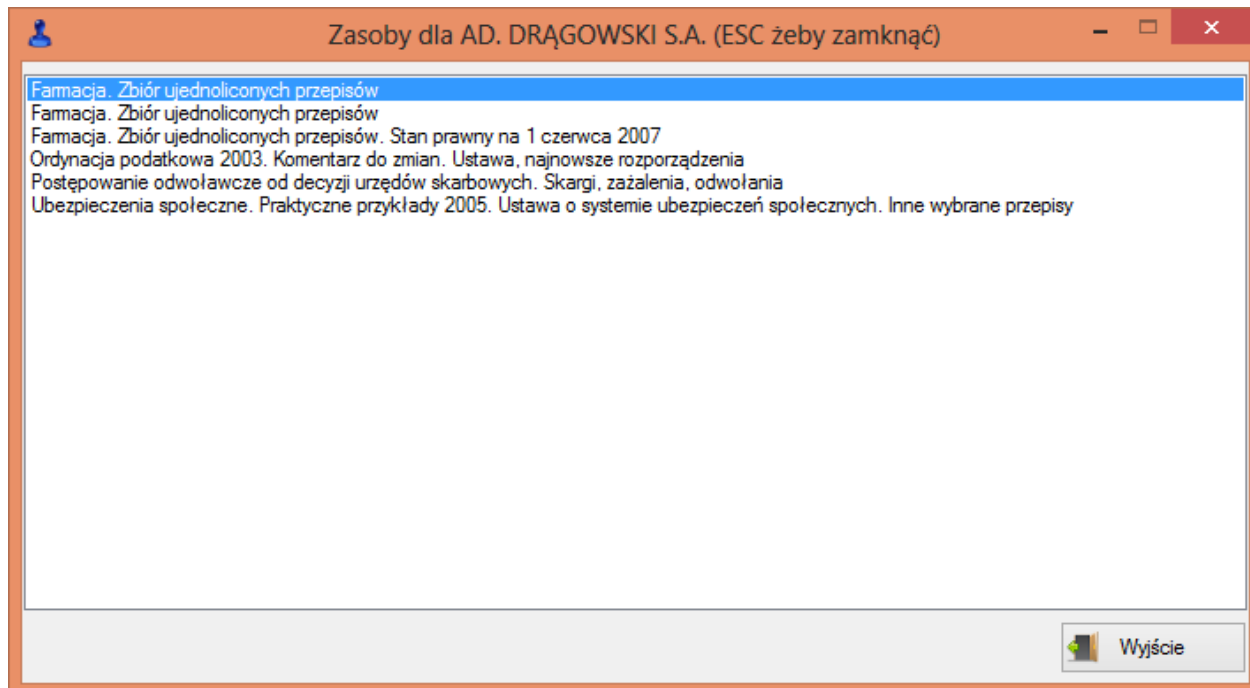 Zasoby dla AD. DRĄGOWSKI S.A. (ESC żeby zamknąć)
Farmacja. Zbiór ujednoliconych przepisów
Farmacja. Zbiór ujednoliconych przepisów
Farmacja. Zbiór ujednoliconych przepisów. Stan prawny na 1 czerwca 2007
Ordynacja podatkowa 2003. Komentarz do zmian. Ustawa, najnowsze rozporządzenia
Postępowanie odwoławcze od decyzji urzędów skarbowych. Skargi, zażalenia, odwołania
Ubezpieczenia społeczne. Praktyczne przykłady 2005. Ustawa o systemie ubezpieczeń społecznych. Inne wybrane przepisy
Wyjście